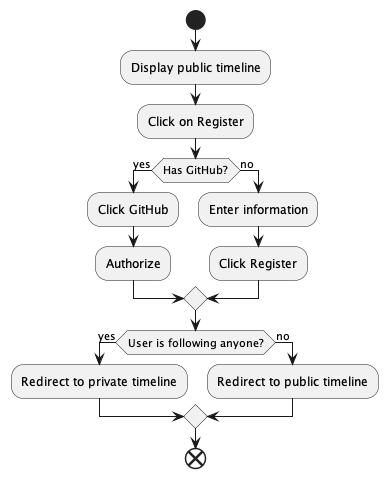 Display public timeline
Click on Register
yes
Has GitHub?
no
Click GitHub
Enter information
Authorize
Click Register
yes
User is following anyone?
no
Redirect to private timeline
Redirect to public timeline